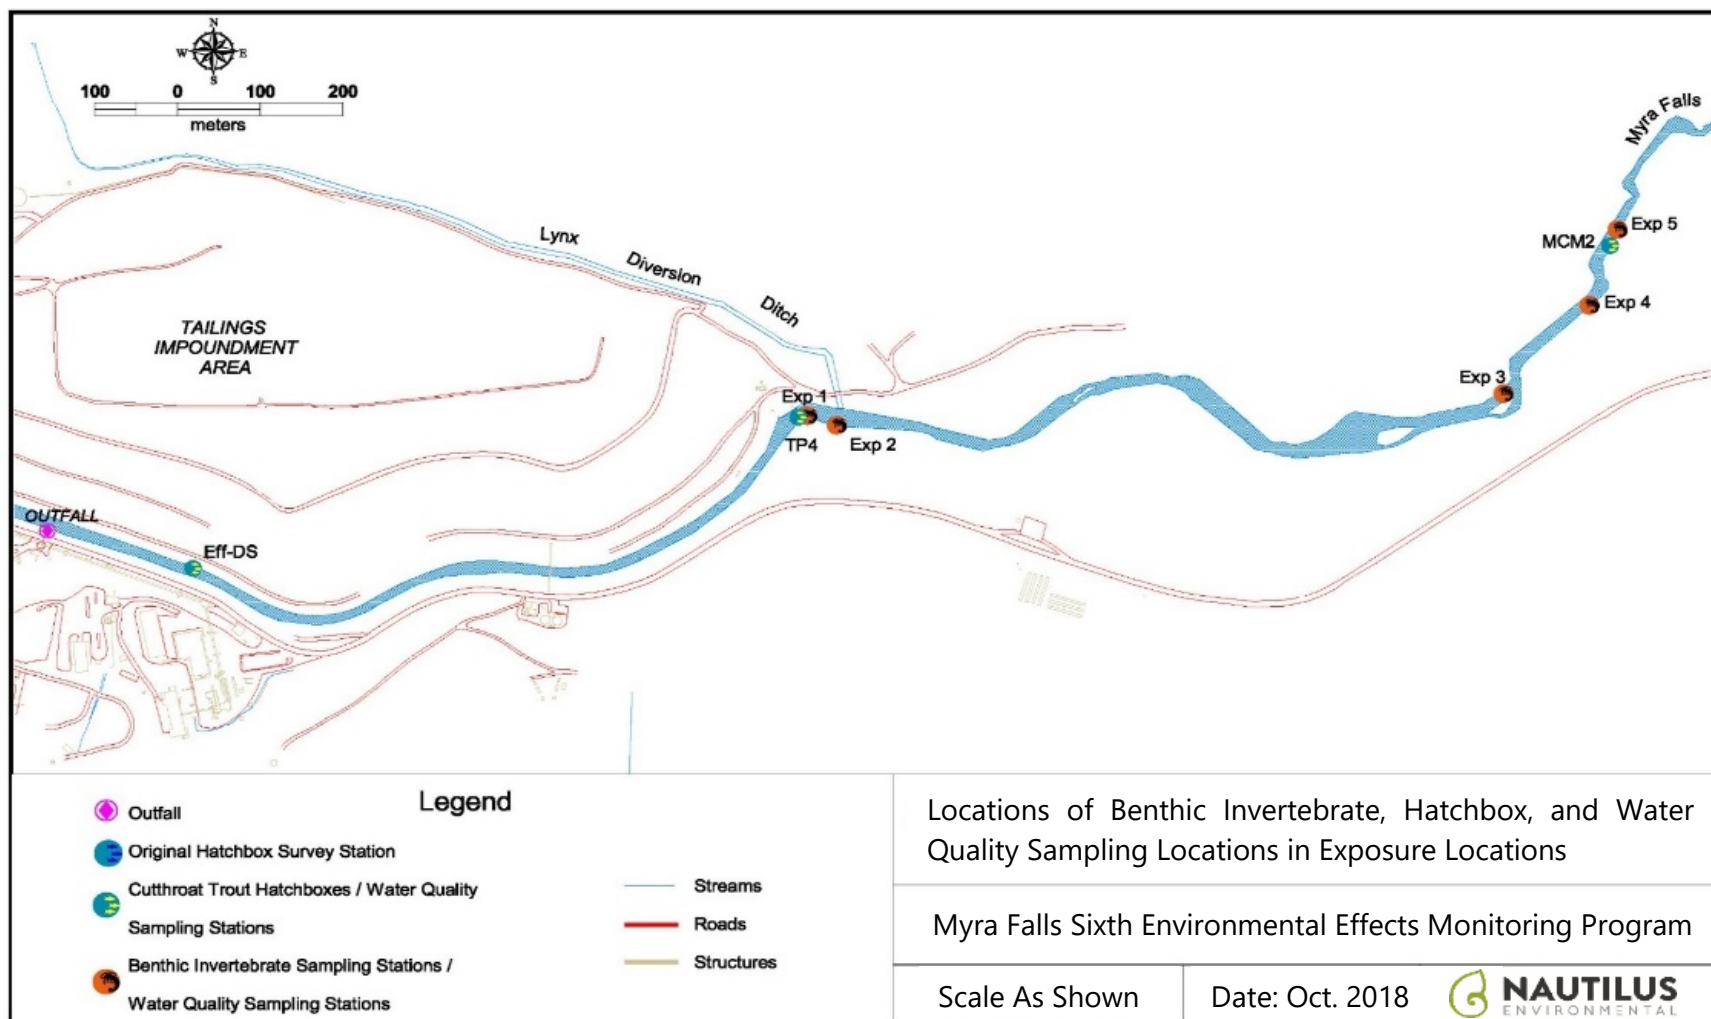 N
W E
S
100 0 100 200
meters
Myra Falls
Exp 5
MCM2
Exp 4
Lynx Diversion Ditch
TAILINGS
IMPOUNDMENT
AREA
Exp 3
Exp 1
TP4
Exp 2
OUTFALL
Eff-DS
Legend
Outfall
Original Hatchbox Survey Station
Cutthroat Trout Hatchboxes / Water Quality
Sampling Stations
Benthic Invertebrate Sampling Stations /
Water Quality Sampling Stations
Streams
Roads
Structures
Locations of Benthic Invertebrate, Hatchbox, and Water
Quality Sampling Locations in Exposure Locations
Myra Falls Sixth Environmental Effects Monitoring Program
Scale As Shown
Date: Oct. 2018
NAUTILUS
ENVIRONMENTAL